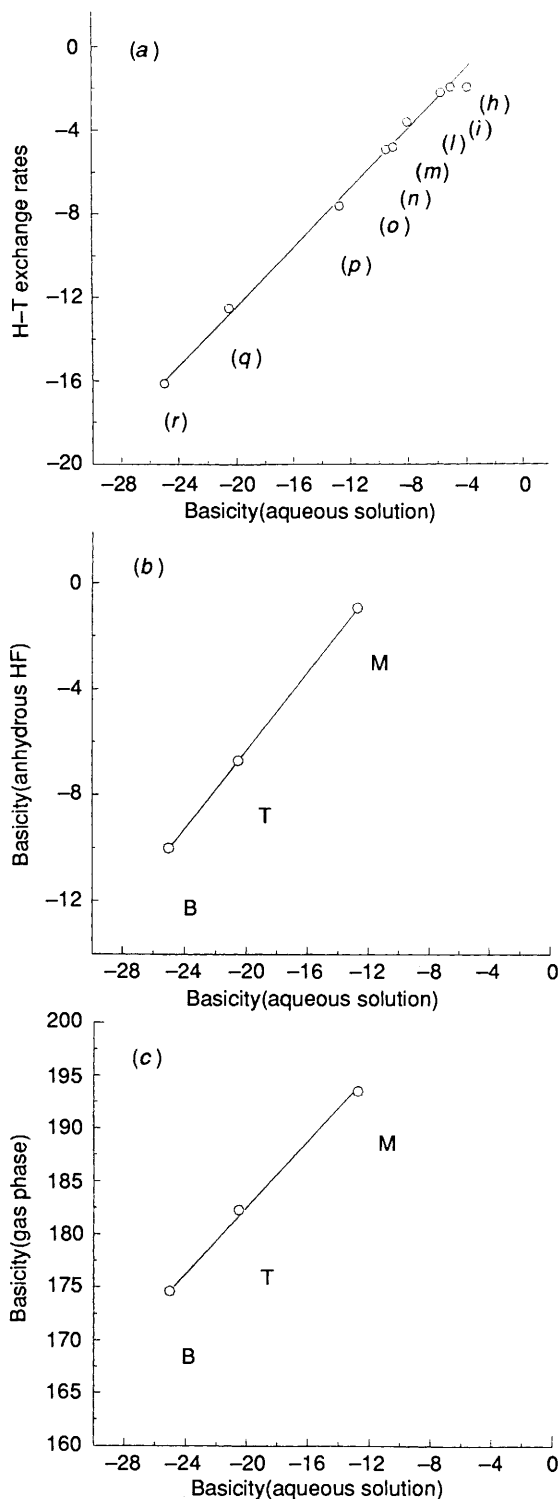 (a)
0
−4
−8
−12
−16
−20
H–T exchange rates
(h)
(i)
(l)
(m)
(n)
(o)
(p)
(q)
(r)
−28 −24 −20 −16 −12 −8 −4 0
Basicity(aqueous solution)
(b)
0
−4
−8
−12
Basicity(anhydrous HF)
M
T
B
−28 −24 −20 −16 −12 −8 −4 0
Basicity(aqueous solution)
(c)
200
195
190
185
180
175
170
165
160
Basicity(gas phase)
M
T
B
−28 −24 −20 −16 −12 −8 −4 0
Basicity(aqueous solution)